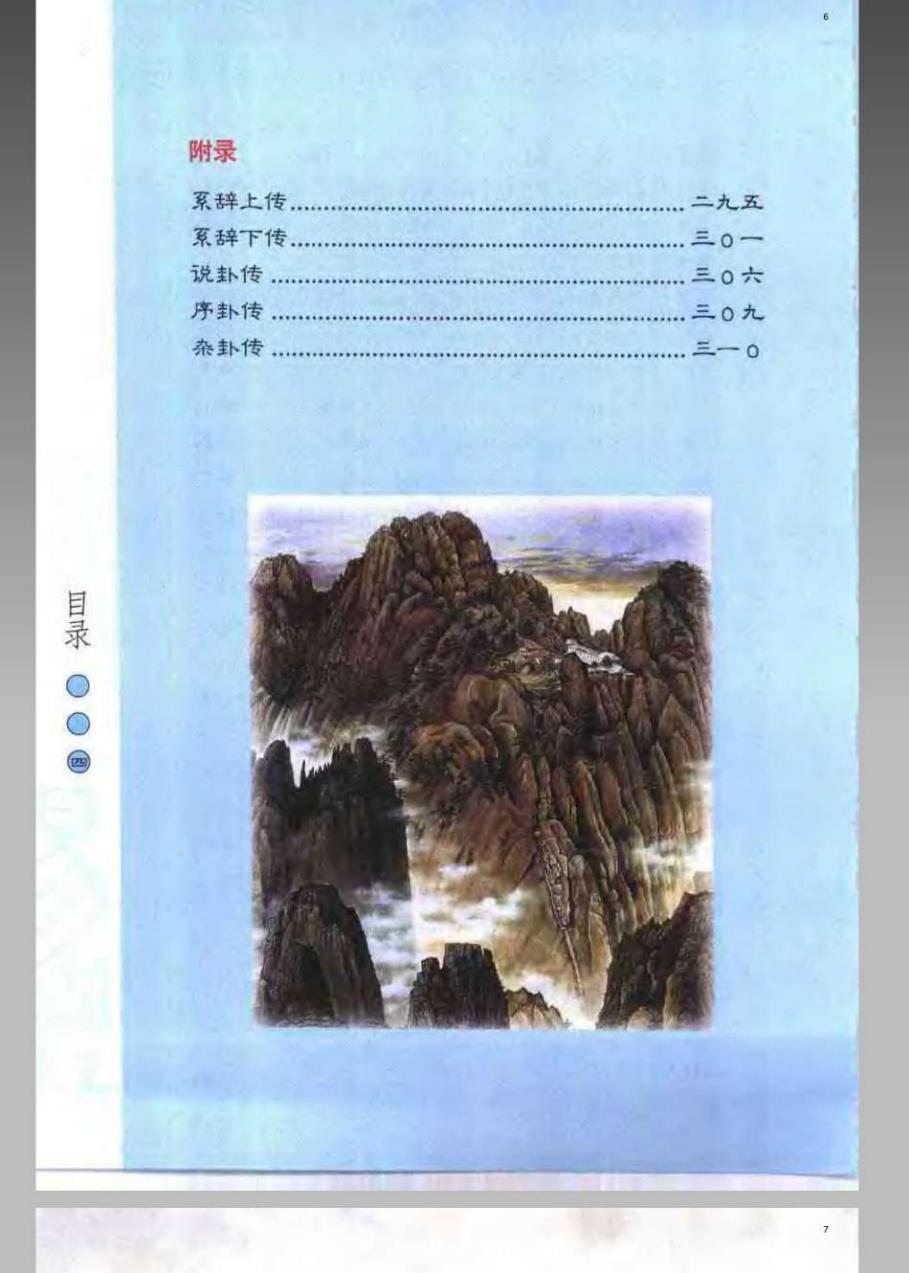 6
附录
系辞上传 二九五
系辞下传 三〇一
说卦传 三〇六
序卦传 三〇九
杂卦传 三一〇
目录
四
7